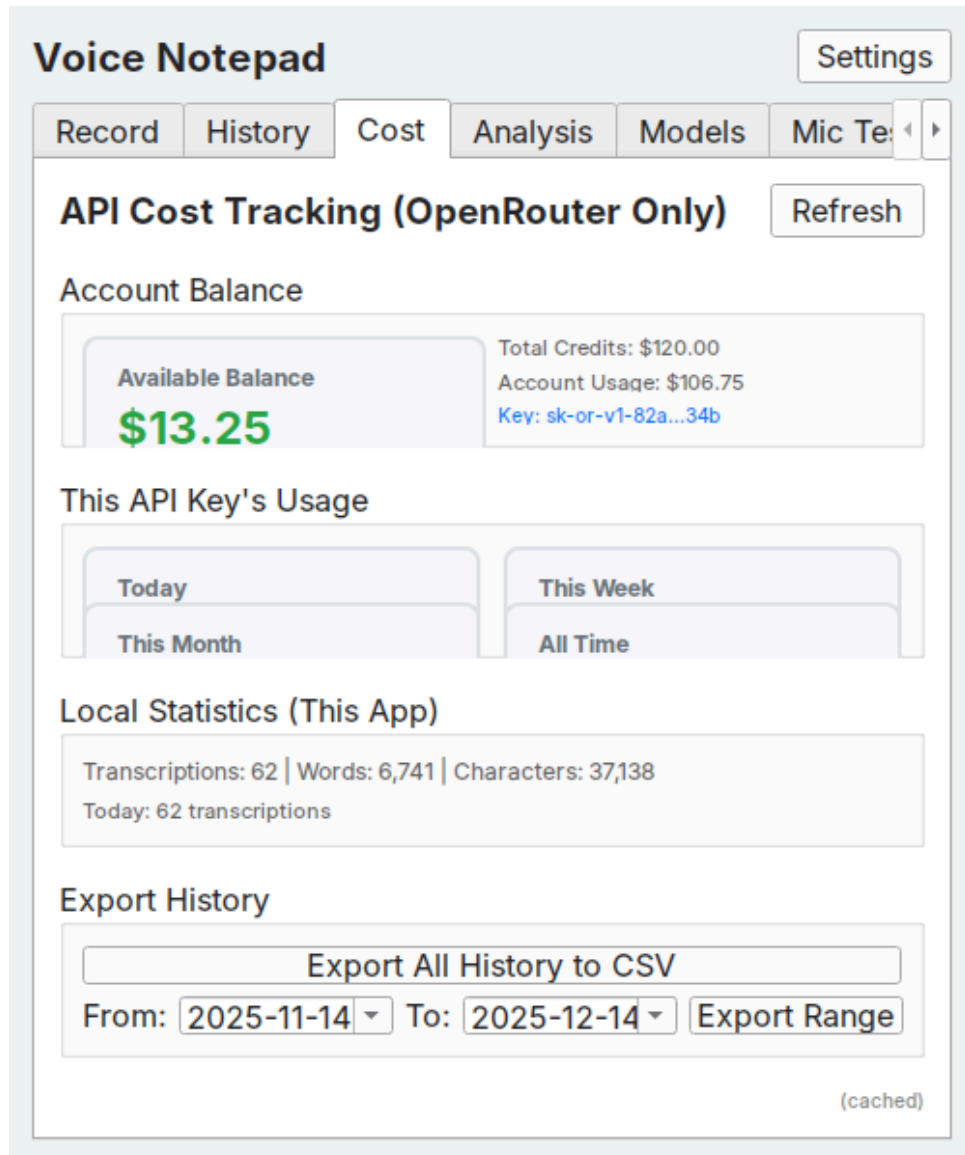 Voice Notepad
Settings
Record History Cost Analysis Models Mic Te
API Cost Tracking (OpenRouter Only)
Refresh
Account Balance
Available Balance
$13.25
Total Credits: $120.00
Account Usage: $106.75
Key: sk-or-v1-82a...34b
This API Key's Usage
Today
This Week
This Month
All Time
Local Statistics (This App)
Transcriptions: 62 | Words: 6,741 | Characters: 37,138
Today: 62 transcriptions
Export History
Export All History to CSV
From: 2025-11-14 To: 2025-12-14 Export Range
(cached)